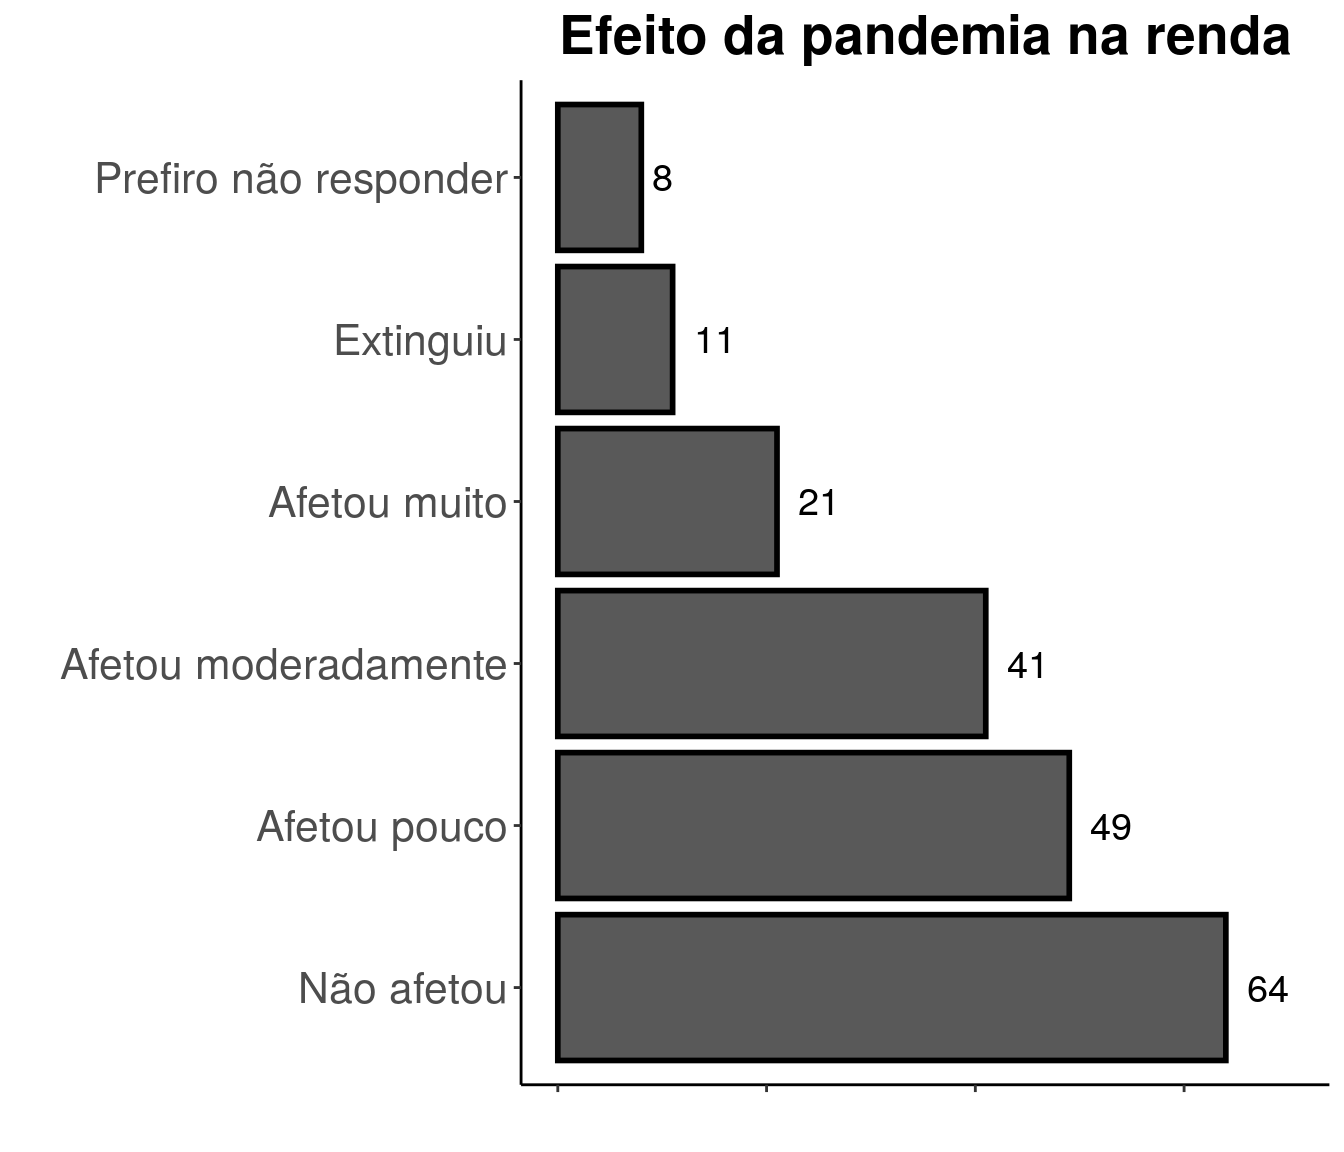 Efeito da pandemia na renda
Prefiro não responder 8
Extinguiu 11
Afetou muito 21
Afetou moderadamente 41
Afetou pouco 49
Não afetou 64